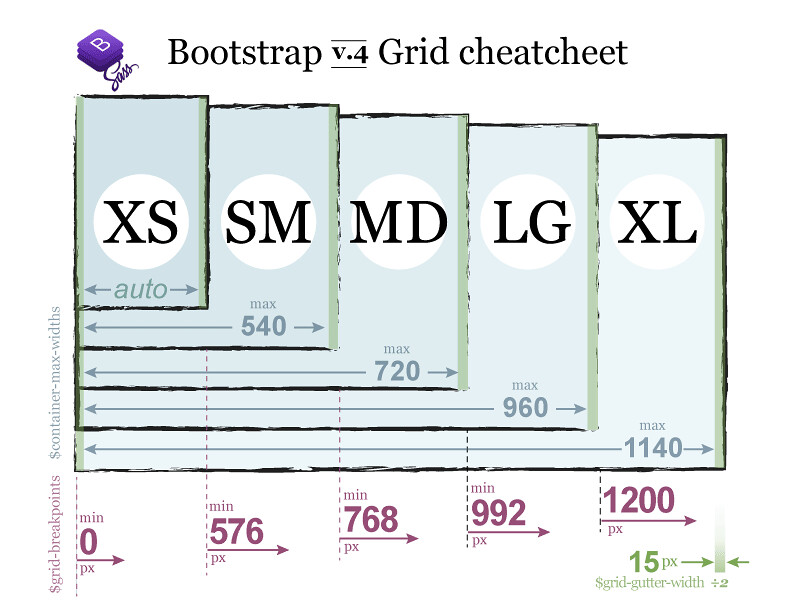 B
Sass
Bootstrap v.4 Grid cheatcheet
XS
SM
MD
LG
XL
auto
max
540
max
720
max
960
max
1140
$container-max-widths
$grid-breakpoints
min
0
px
min
576
px
min
768
px
min
992
px
1200
px
15 px
$grid-gutter-width ÷2